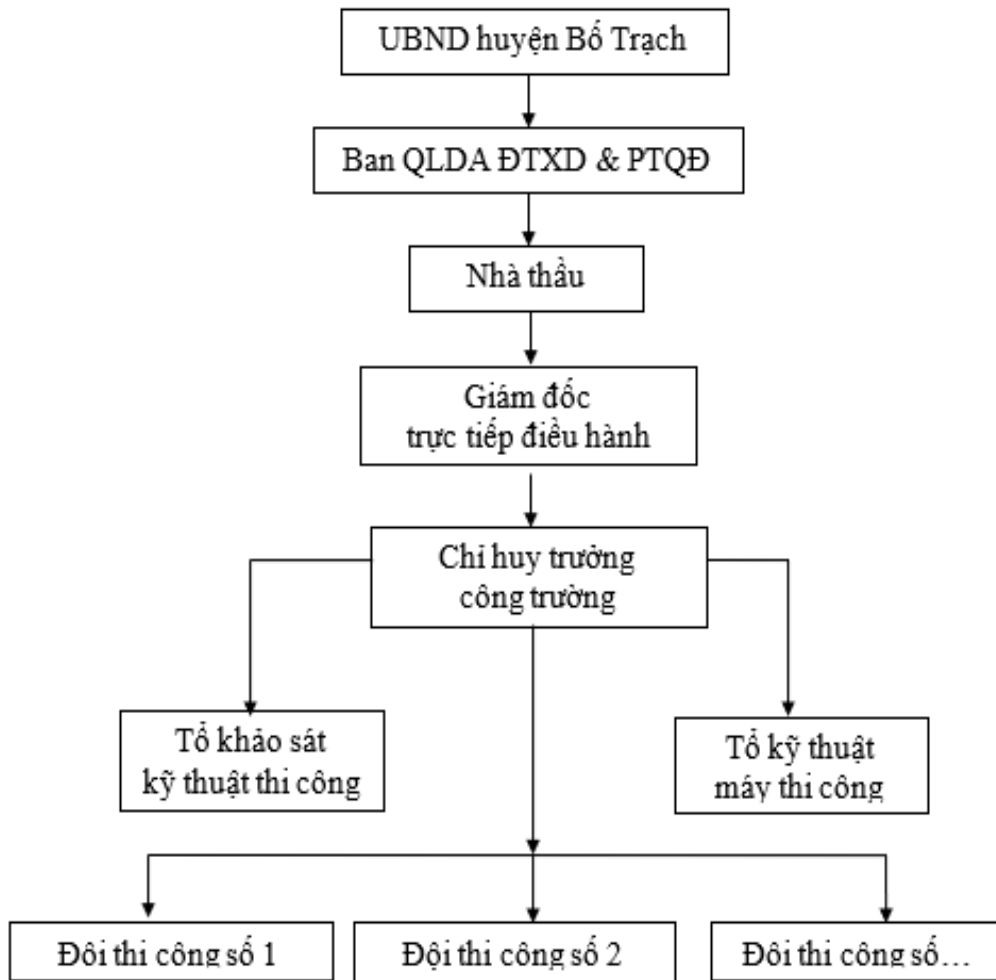 UBND huyện Bố Trạch
Ban QLDA ĐTXD & PTQĐ
Nhà thầu
Giám đốc
trực tiếp điều hành
Chỉ huy trưởng
công trường
Tổ khảo sát
kỹ thuật thi công
Tổ kỹ thuật
máy thi công
Đội thi công số 1
Đội thi công số 2
Đội thi công số...